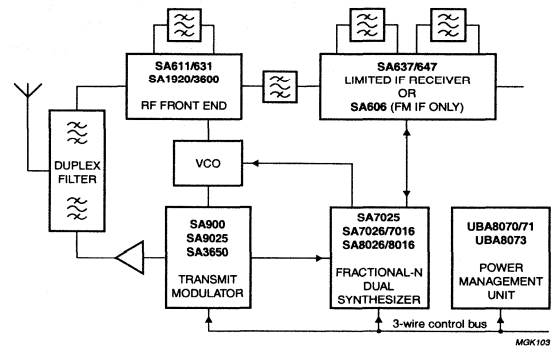 SA611/631
SA1920/3600
RF FRONT END
SA637/647
LIMITED IF RECEIVER
OR
SA606 (FM IF ONLY)
DUPLEX
FILTER
VCO
SA900
SA9025
SA3650
TRANSMIT
MODULATOR
SA7025
SA7026/7016
SA8026/8016
FRACTIONAL-N
DUAL
SYNTHESIZER
UBA8070/71
UBA8073
POWER
MANAGEMENT
UNIT
3-wire control bus
MGK103